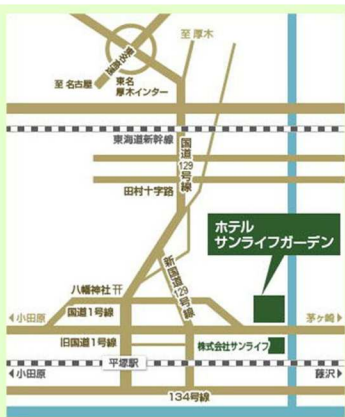 至 厚木
国道246号
至 名古屋
東名
厚木インター
東海道新幹線
国道129号線
田村十字路
ホテル
サンライフガーデン
新国道129号線
八幡神社
小田原
国道1号線
茅ヶ崎
旧国道1号線
株式会社サンライフ
平塚駅
小田原
藤沢
134号線